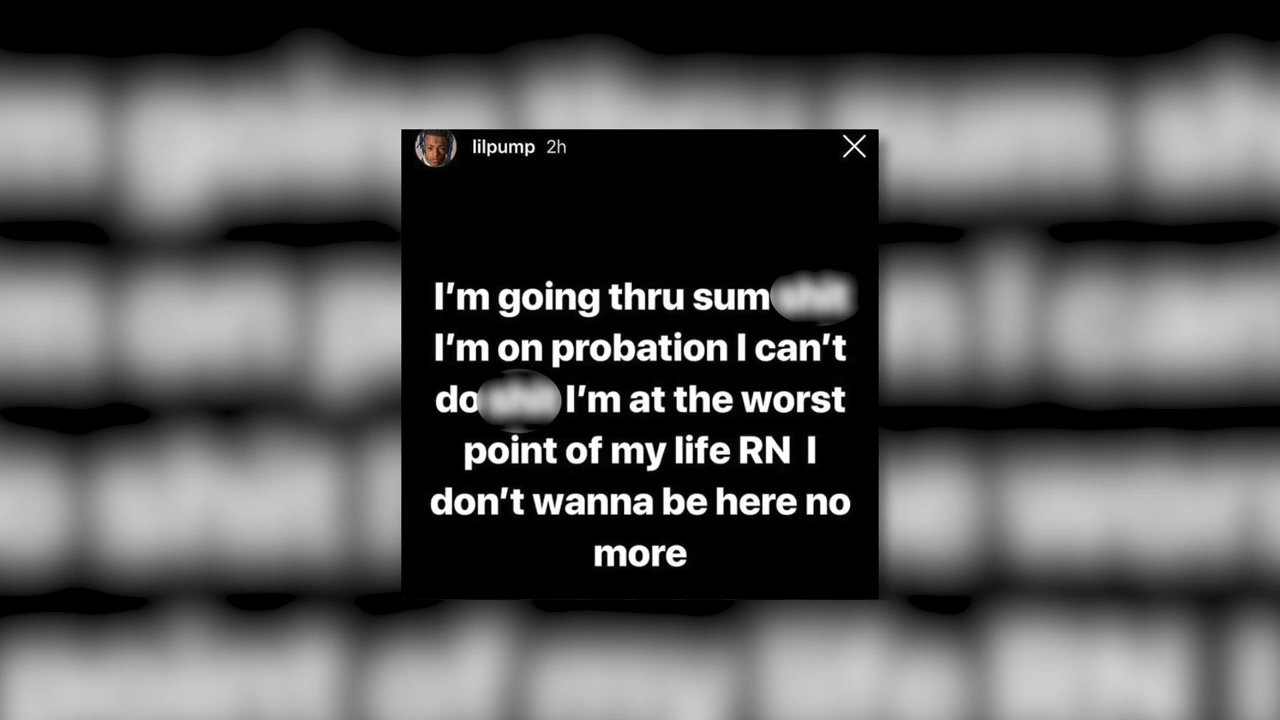 lilpump 2h
I'm going thru sum
I'm on probation I can't
do I'm at the worst
point of my life RN I
don't wanna be here no
more